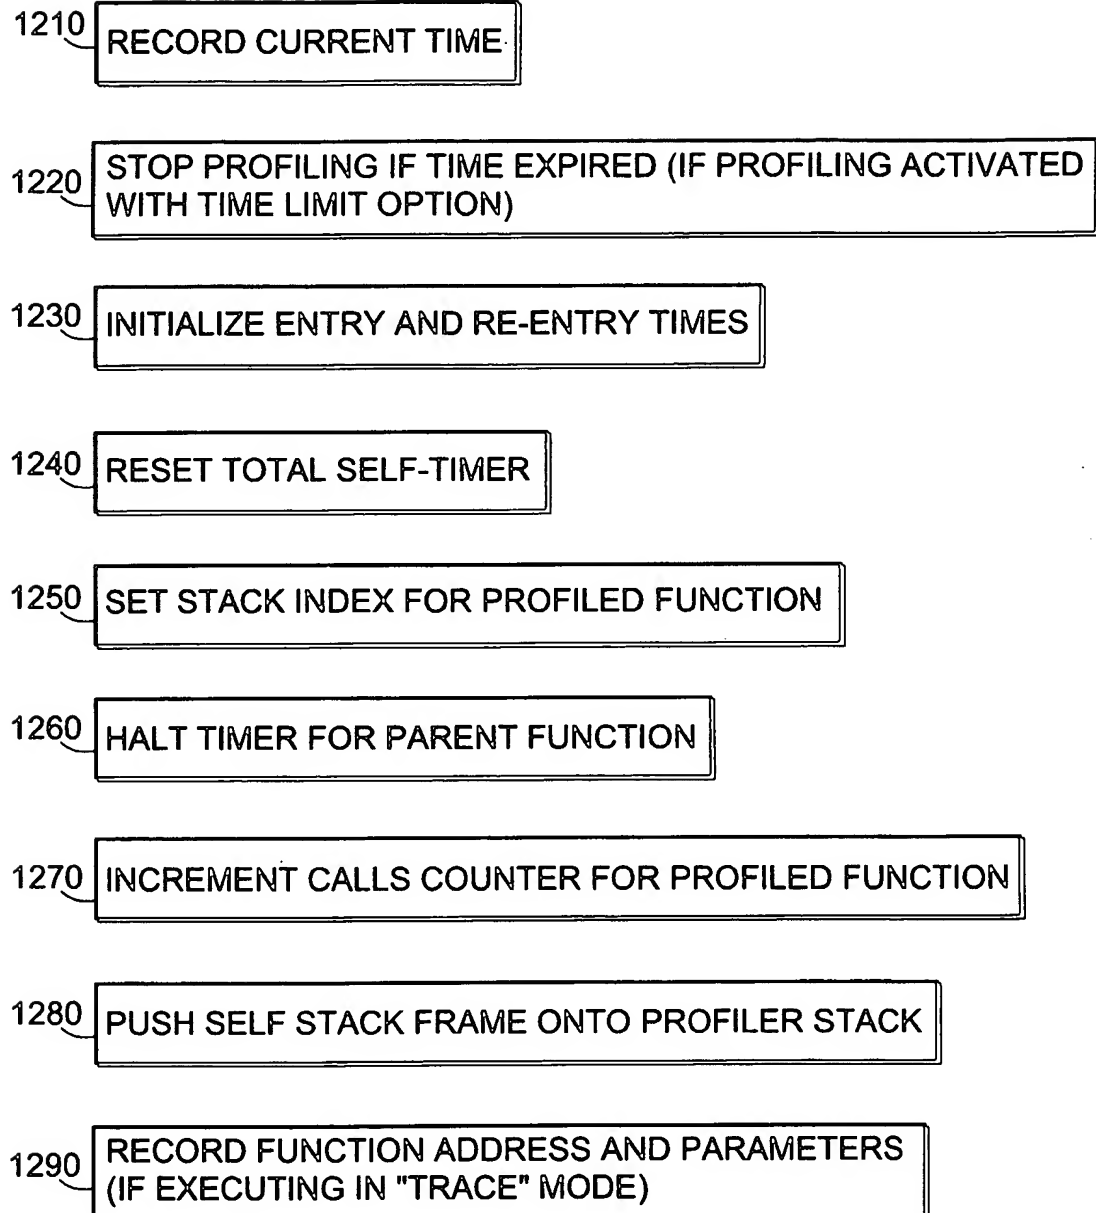 1210 RECORD CURRENT TIME
1220 STOP PROFILING IF TIME EXPIRED (IF PROFILING ACTIVATED
WITH TIME LIMIT OPTION)
1230 INITIALIZE ENTRY AND RE-ENTRY TIMES
1240 RESET TOTAL SELF-TIMER
1250 SET STACK INDEX FOR PROFILED FUNCTION
1260 HALT TIMER FOR PARENT FUNCTION
1270 INCREMENT CALLS COUNTER FOR PROFILED FUNCTION
1280 PUSH SELF STACK FRAME ONTO PROFILER STACK
1290 RECORD FUNCTION ADDRESS AND PARAMETERS
(IF EXECUTING IN "TRACE" MODE)